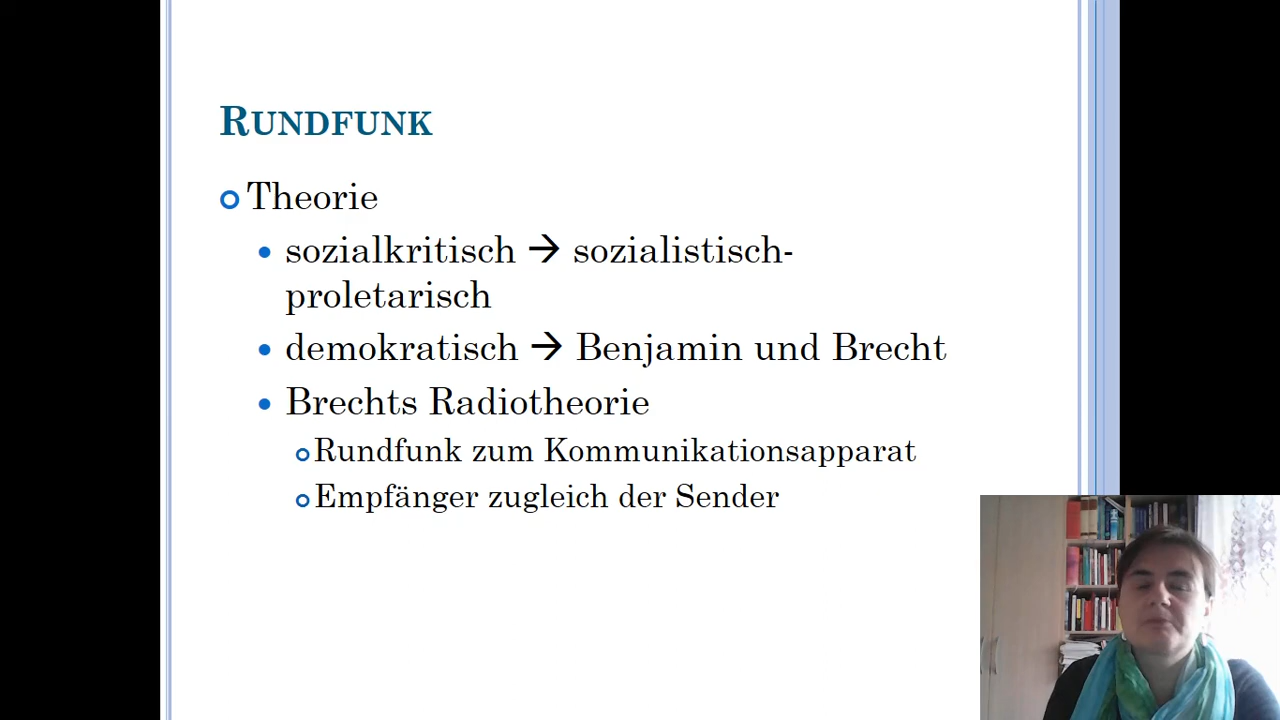 RUNDFUNK
Theorie
sozialkritisch → sozialistisch-
proletarisch
demokratisch → Benjamin und Brecht
Brechts Radiotheorie
Rundfunk zum Kommunikationsapparat
Empfänger zugleich der Sender